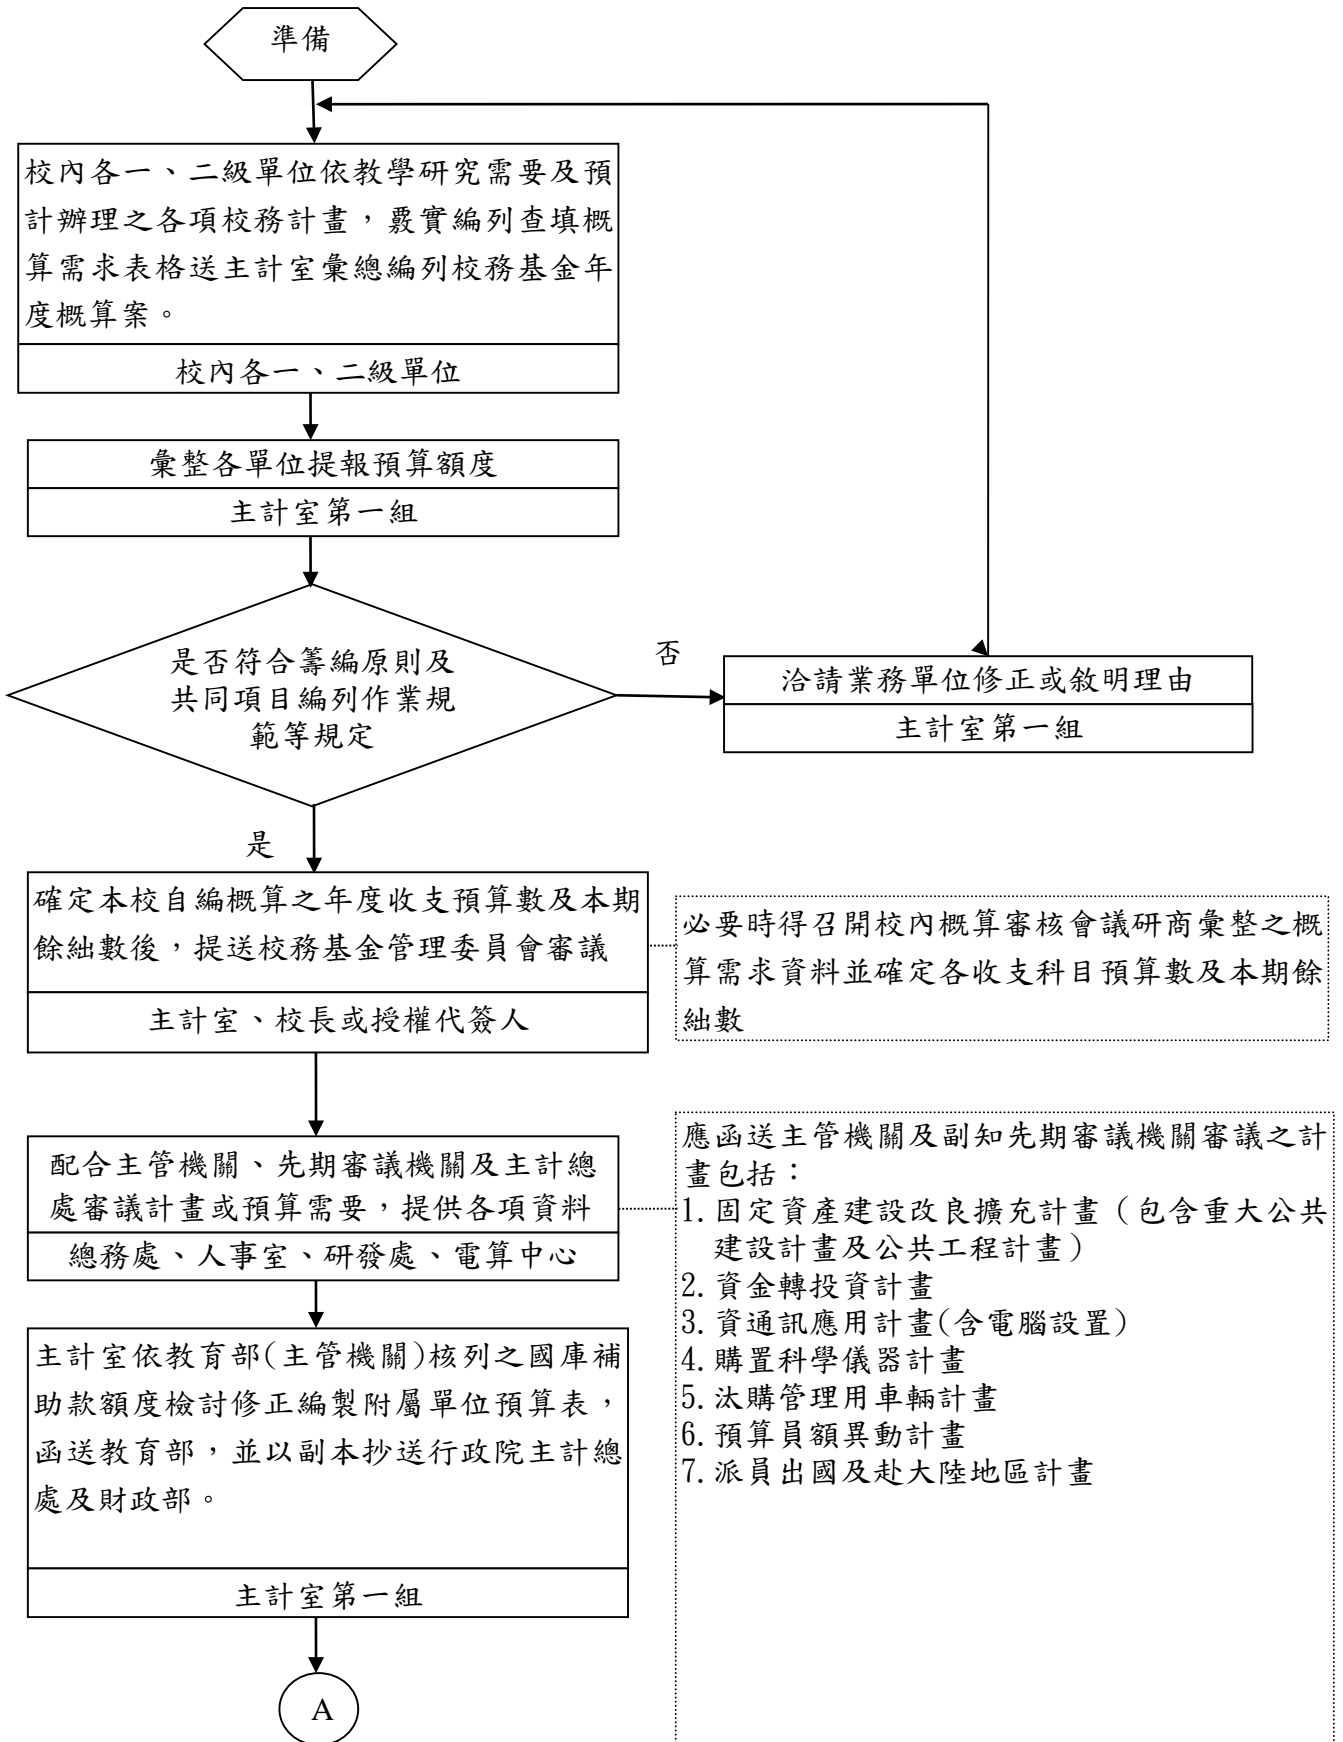 準備
校內各一、二級單位依教學研究需要及預
計辦理之各項校務計畫，覈實編列查填概
算需求表格送主計室彙總編列校務基金年
度概算案。
校內各一、二級單位
彙整各單位提報預算額度
主計室第一組
是否符合籌編原則及
共同項目編列作業規
範等規定
否
洽請業務單位修正或敘明理由
主計室第一組
是
確定本校自編概算之年度收支預算數及本期
餘絀數後，提送校務基金管理委員會審議
主計室、校長或授權代簽人
必要時得召開校內概算審核會議研商彙整之概
算需求資料並確定各收支科目預算數及本期餘
絀數
配合主管機關、先期審議機關及主計總
處審議計畫或預算需要，提供各項資料
總務處、人事室、研發處、電算中心
應函送主管機關及副知先期審議機關審議之計
畫包括：
1.固定資產建設改良擴充計畫（包含重大公共
建設計畫及公共工程計畫）
2.資金轉投資計畫
3.資通訊應用計畫(含電腦設置)
4.購置科學儀器計畫
5.汰購管理用車輛計畫
6.預算員額異動計畫
7.派員出國及赴大陸地區計畫
主計室依教育部(主管機關)核列之國庫補
助款額度檢討修正編製附屬單位預算表，
函送教育部，並以副本抄送行政院主計總
處及財政部。
主計室第一組
A